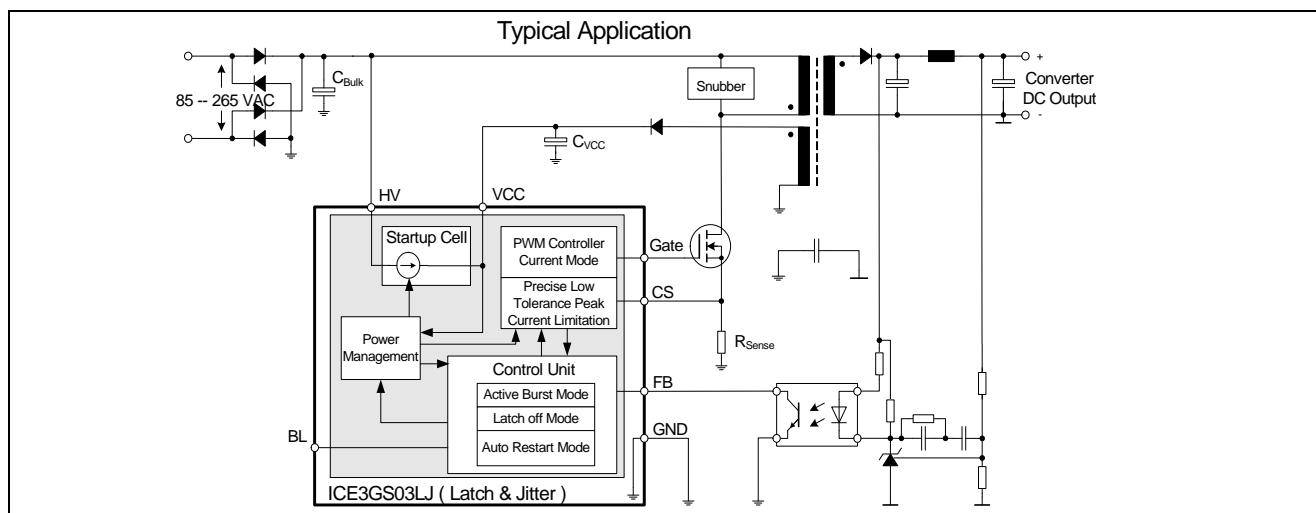 Typical Application
+
C_Bulk
Snubber
Converter
DC Output
85 -- 265 VAC
-
C_VCC
HV
VCC
Startup Cell
PWM Controller
Current Mode
Gate
Precise Low
Tolerance Peak
Current Limitation
CS
R_Sense
Power
Management
Control Unit
FB
Active Burst Mode
Latch off Mode
GND
BL
Auto Restart Mode
ICE3GS03LJ ( Latch & Jitter )